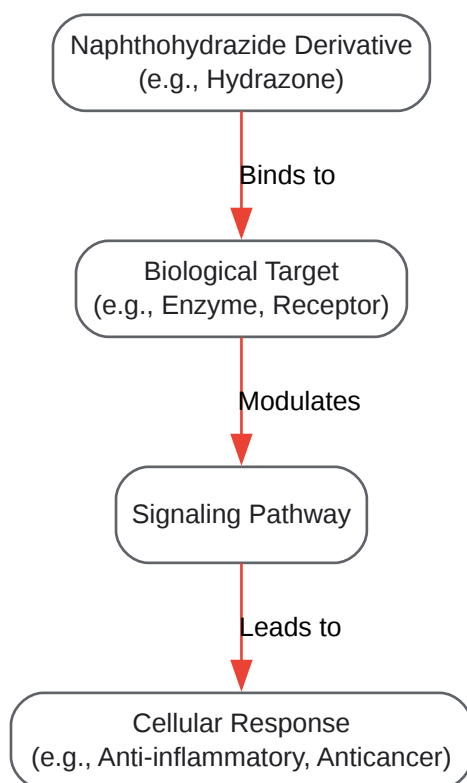 Naphthohydrazide Derivative
(e.g., Hydrazone)
Binds to
Biological Target
(e.g., Enzyme, Receptor)
Modulates
Signaling Pathway
Leads to
Cellular Response
(e.g., Anti-inflammatory, Anticancer)